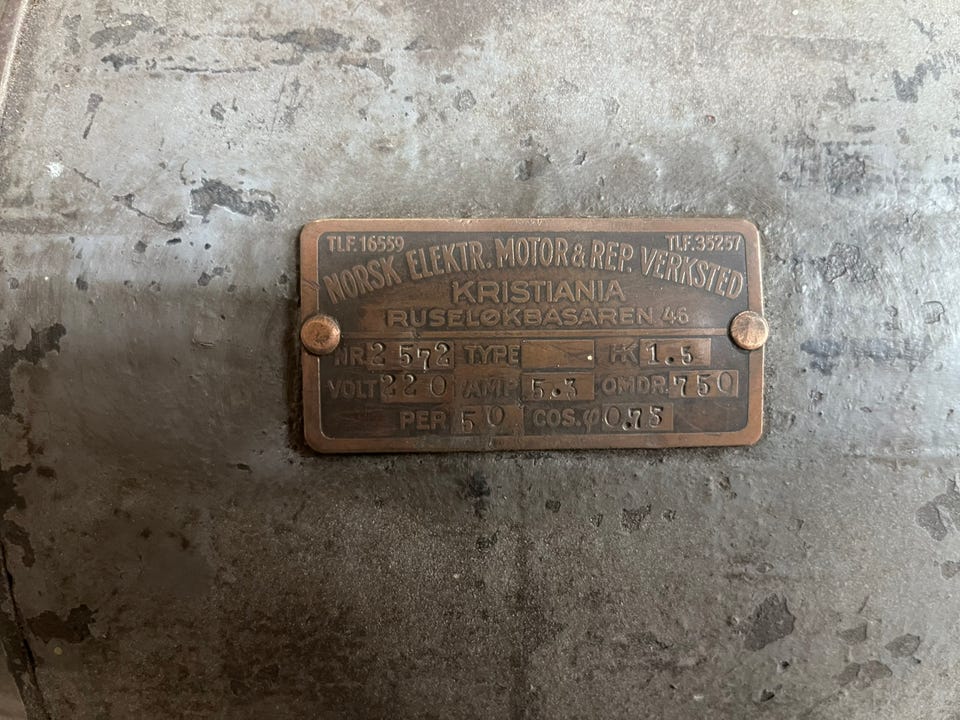 TLF. 16559 TLF. 35257
NORSK ELEKTR. MOTOR & REP. VERKSTED
KRISTIANIA
RUSELØKBASAREN 46
NR 2572 TYPE HK 1.5
VOLT 220 AMP. 5.3 OMDR. 750
PER 50 COS. φ 0.75